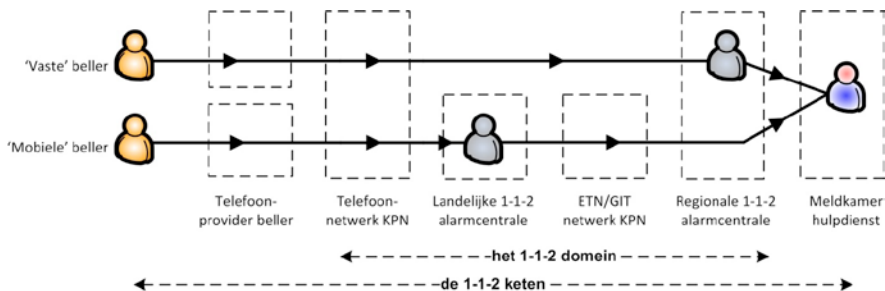 'Vaste' beller
'Mobiele' beller
Telefoon-
provider beller
Telefoon-
netwerk KPN
Landelijke 1-1-2
alarmcentrale
ETN/GIT
netwerk KPN
Regionale 1-1-2
alarmcentrale
Meldkamer
hulpdienst
het 1-1-2 domein
de 1-1-2 keten